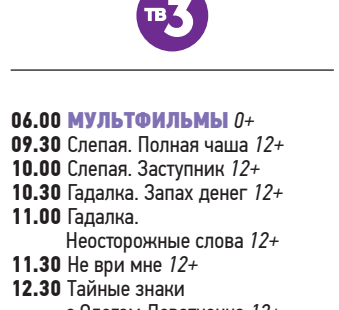 ТВ3
06.00 МУЛЬТФИЛЬМЫ 0+
09.30 Слепая. Полная чаша 12+
10.00 Слепая. Заступник 12+
10.30 Гадалка. Запах денег 12+
11.00 Гадалка.
Неосторожные слова 12+
11.30 Не ври мне 12+
12.30 Тайные знаки
с Олегом